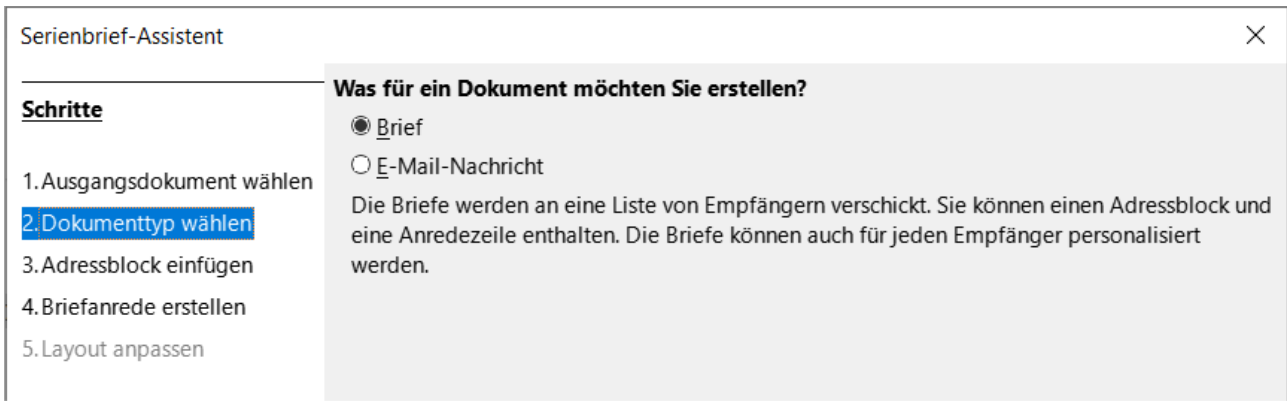 Serienbrief-Assistent
Schritte
1.Ausgangsdokument wählen
2.Dokumenttyp wählen
3.Adressblock einfügen
4.Briefanrede erstellen
5.Layout anpassen
Was für ein Dokument möchten Sie erstellen?
Brief
E-Mail-Nachricht
Die Briefe werden an eine Liste von Empfängern verschickt. Sie können einen Adressblock und
eine Anredezeile enthalten. Die Briefe können auch für jeden Empfänger personalisiert
werden.